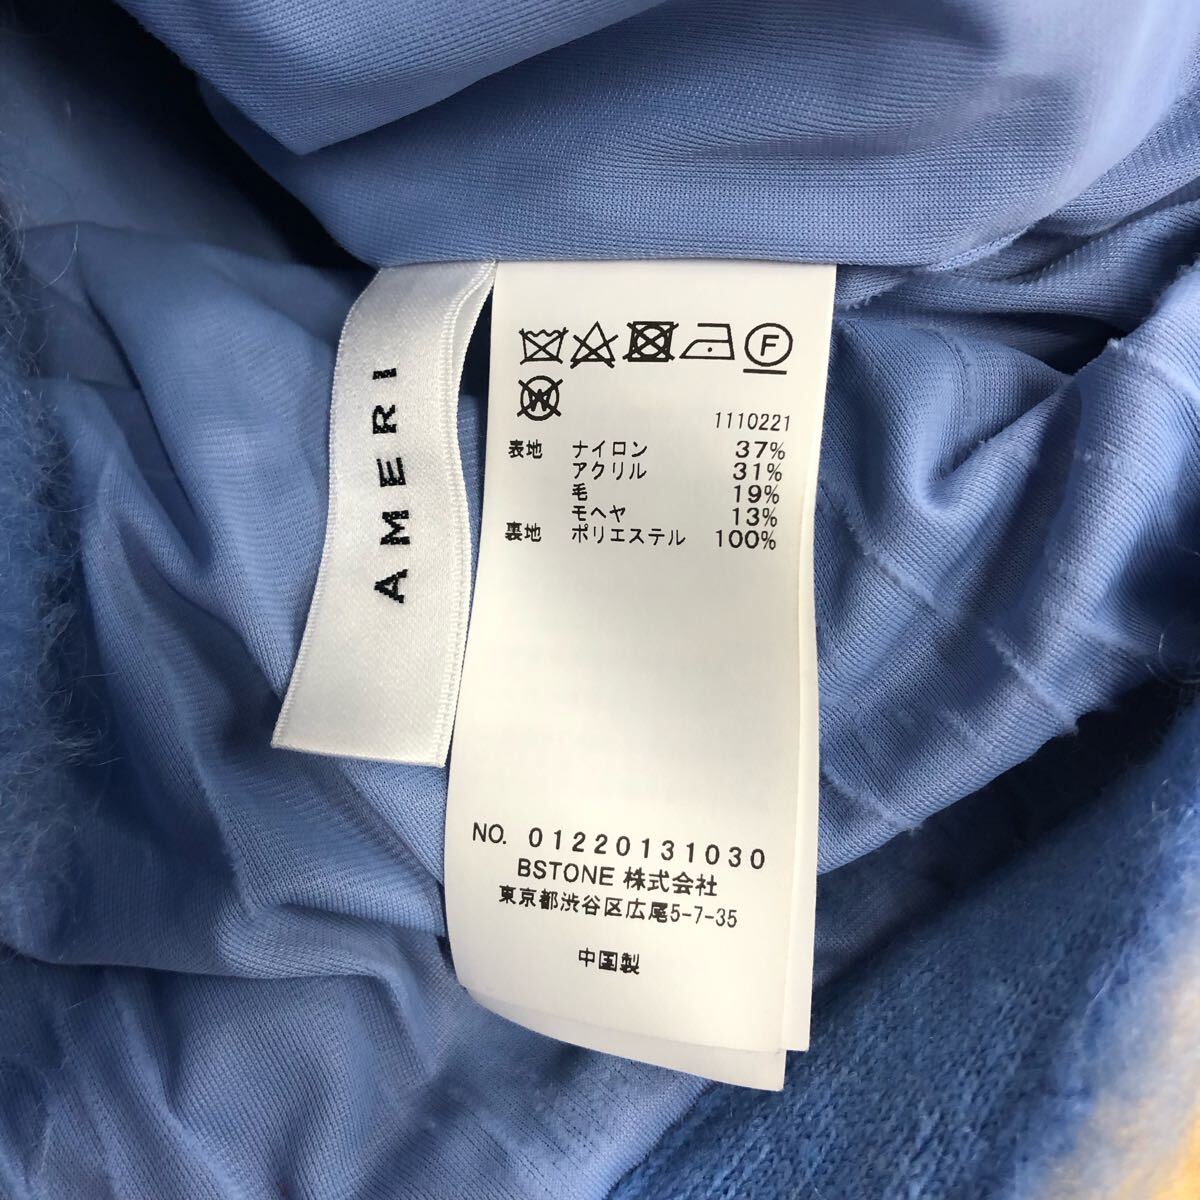 AMERI
F
W
1110221
表地 ナイロン 37%
アクリル 31%
毛 19%
モヘヤ 13%
裏地 ポリエステル 100%
NO. 01220131030
BSTONE 株式会社
東京都渋谷区広尾5-7-35
中国製